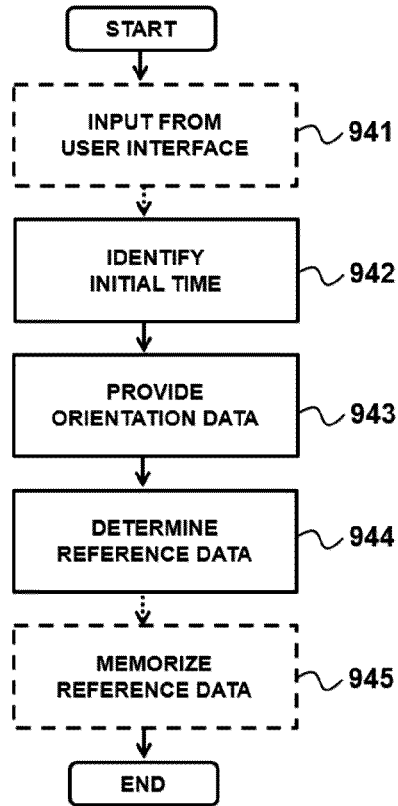 START
INPUT FROM
USER INTERFACE
941
IDENTIFY
INITIAL TIME
942
PROVIDE
ORIENTATION DATA
943
DETERMINE
REFERENCE DATA
944
MEMORIZE
REFERENCE DATA
945
END